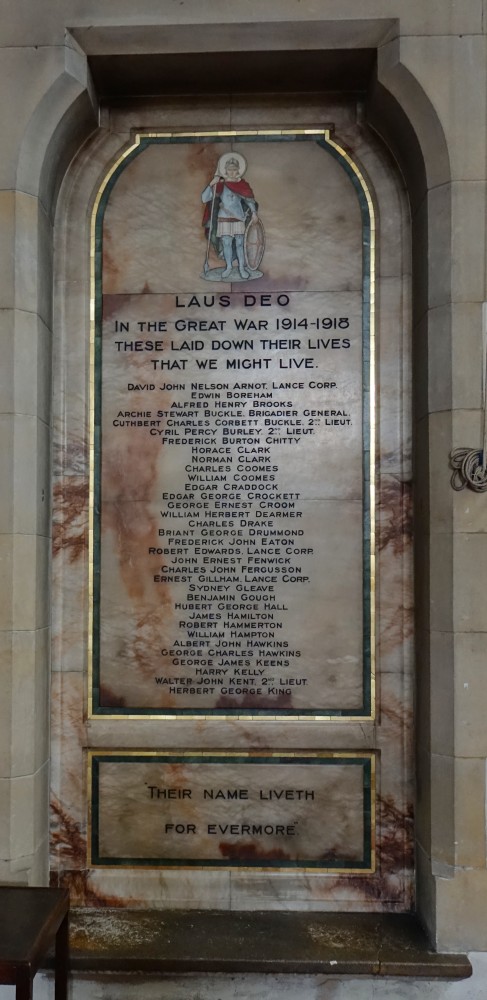 LAUS DEO
IN THE GREAT WAR 1914-1918
THESE LAID DOWN THEIR LIVES
THAT WE MIGHT LIVE.
DAVID JOHN NELSON ARNOT, LANCE CORP.
EDWIN BOREHAM
ALFRED HENRY BROOKS
ARCHIE STEWART BUCKLE, BRIGADIER GENERAL.
CUTHBERT CHARLES CORBETT BUCKLE, 2ND LIEUT.
CYRIL PERCY BURLEY, 2ND LIEUT.
FREDERICK BURTON CHITTY
HORACE CLARK
NORMAN CLARK
CHARLES COOMES
WILLIAM COOMES
EDGAR CRADDOCK
EDGAR GEORGE CROCKETT
GEORGE ERNEST CROOM
WILLIAM HERBERT DEARMER
CHARLES DRAKE
BRIANT GEORGE DRUMMOND
FREDERICK JOHN EATON
ROBERT EDWARDS, LANCE CORP.
JOHN ERNEST FENWICK
CHARLES JOHN FERGUSSON
ERNEST GILLHAM, LANCE CORP.
SYDNEY GLEAVE
BENJAMIN GOUGH
HUBERT GEORGE HALL
JAMES HAMILTON
ROBERT HAMMERTON
WILLIAM HAMPTON
ALBERT JOHN HAWKINS
GEORGE CHARLES HAWKINS
GEORGE JAMES KEENS
HARRY KELLY
WALTER JOHN KENT, 2ND LIEUT.
HERBERT GEORGE KING
"THEIR NAME LIVETH
FOR EVERMORE"